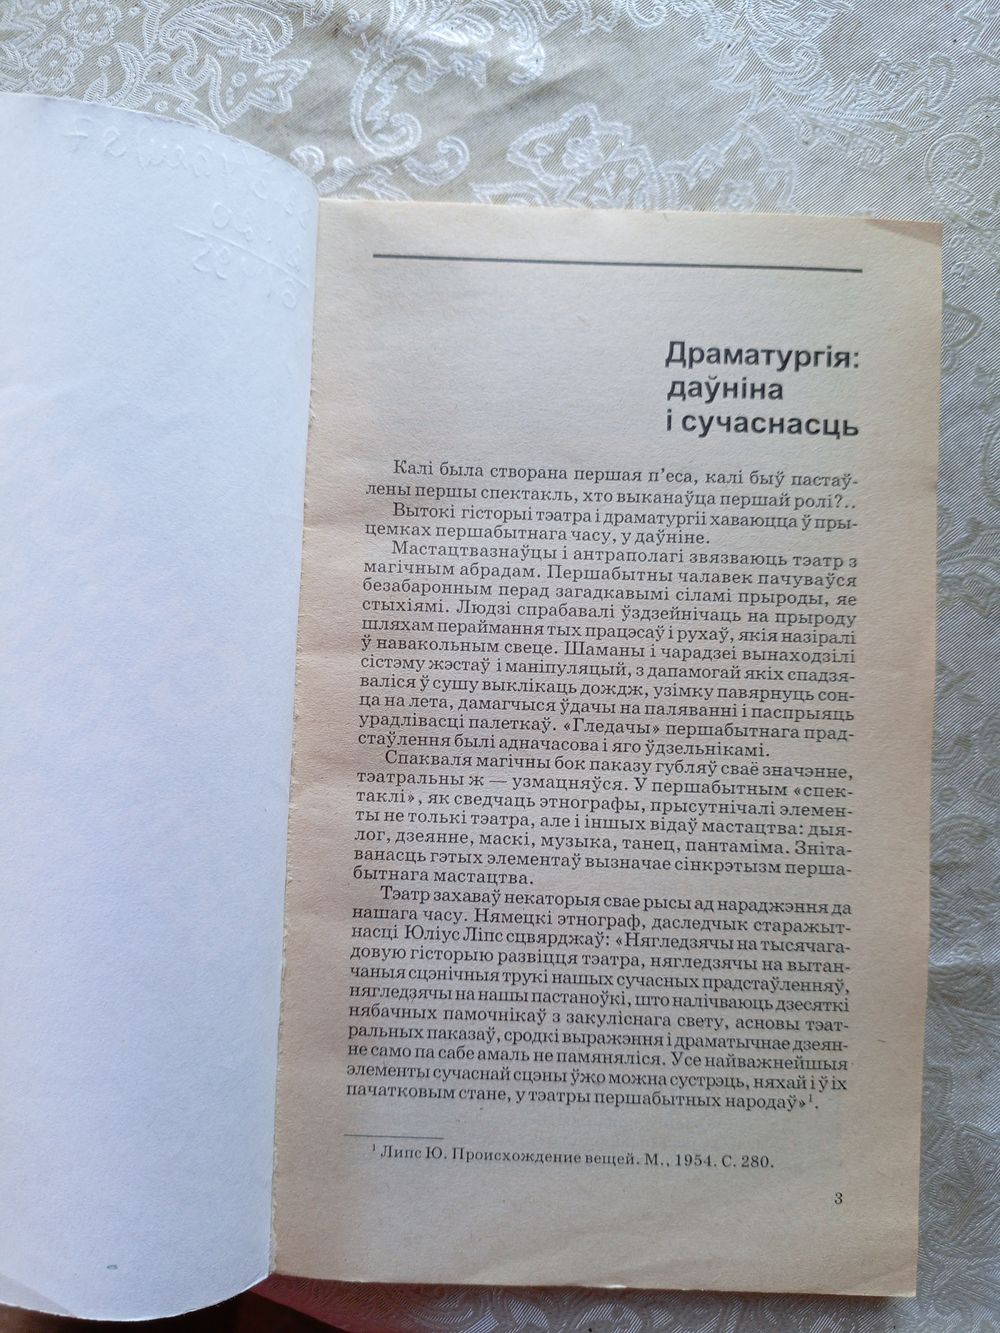 Драматургія:
даўніна
і сучаснасць
Калі была створана першая п’еса, калі быў пастаў-
лены першы спектакль, хто выканаўца першай ролі?..
Вытокі гісторыі тэатра і драматургіі хаваюцца ў пры-
цемках першабытнага часу, у даўніне.
Мастацтвазнаўцы і антраполагі звязваюць тэатр з
магічным абрадам. Першабытны чалавек пачуваўся
безабаронным перад загадкавымі сіламі прыроды, яе
стыхіямі. Людзі спрабавалі ўздзейнічаць на прыроду
шляхам пераймання тых працэсаў і рухаў, якія назіралі
ў навакольным свеце. Шаманы і чарадзеі вынаходзілі
сістэму жэстаў і маніпуляцый, з дапамогай якіх спадзя-
валіся ў сушу выклікаць дождж, узімку павярнуць сон-
ца на лета, дамагчыся ўдачы на паляванні і паспрыяць
урадлівасці палеткаў. «Гледачы» першабытнага прад-
стаўлення былі адначасова і яго ўдзельнікамі.
Спакваля магічны бок паказу губляў сваё значэнне,
тэатральны ж — узмацняўся. У першабытным «спек-
таклі», як сведчаць этнографы, прысутнічалі элемен-
ты не толькі тэатра, але і іншых відаў мастацтва: дыя-
лог, дзеянне, маскі, музыка, танец, пантаміма. Зніта-
ванасць гэтых элементаў вызначае сінкрэтызм перша-
бытнага мастацтва.
Тэатр захаваў некаторыя свае рысы ад нараджэння да
нашага часу. Нямецкі этнограф, даследчык старажыт-
насці Юліус Ліпс сцвярджаў: «Нягледзячы на тысячага-
довую гісторыю развіцця тэатра, нягледзячы на вытан-
чаныя сцэнічныя трукі нашых сучасных прадстаўленняў,
нягледзячы на нашы пастаноўкі, што налічваюць дзесяткі
нябачных памочнікаў з закуліснага свету, асновы тэат-
ральных паказаў, сродкі выражэння і драматычнае дзеян-
не само па сабе амаль не памяняліся. Усе найважнейшыя
элементы сучаснай сцэны ўжо можна сустрэць, няхай і ў іх
пачатковым стане, у тэатры першабытных народаў»¹.
¹ Липс Ю. Происхождение вещей. М., 1954. С. 280.
3